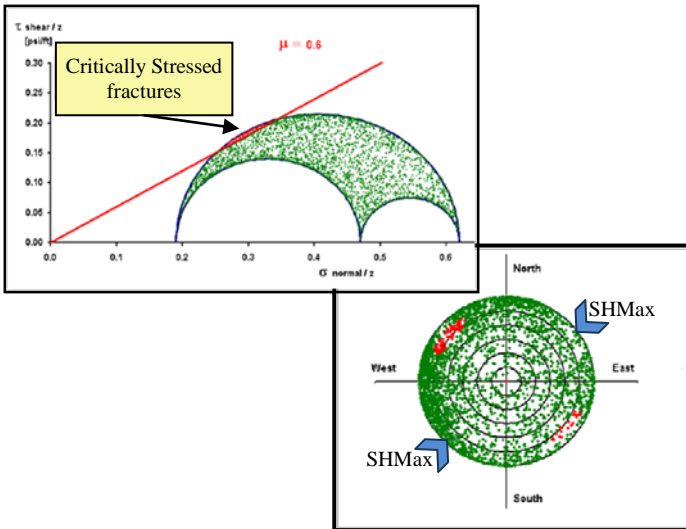 τ shear / z
[psi/ft]
μ = 0.6
Critically Stressed
fractures
0.30
0.25
0.20
0.15
0.10
0.05
0.00
0.0 0.1 0.2 0.3 0.4 0.5 0.6
σ normal / z
North
SHMax
West
East
SHMax
South